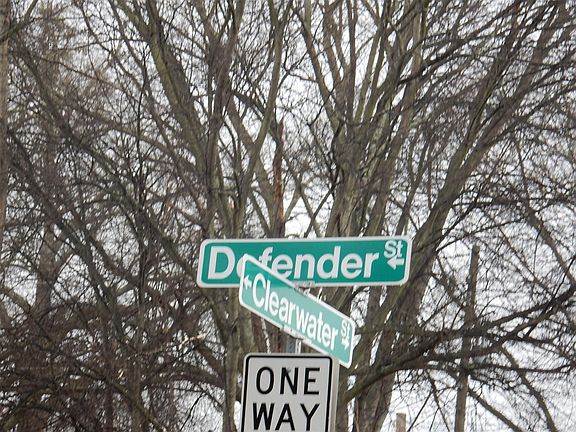 Defender St ←
← Clearwater St →
ONE
WAY